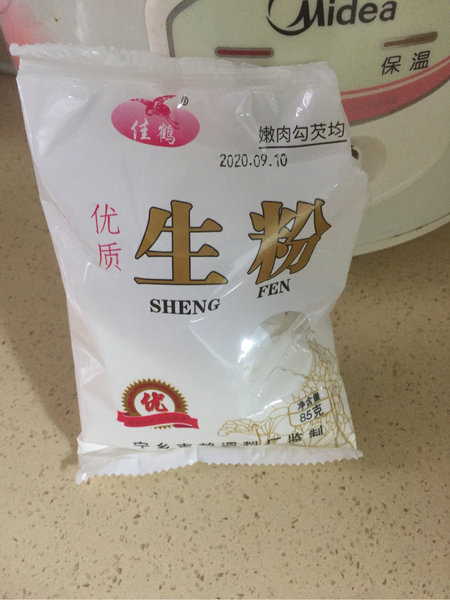 Midea
保温
佳鹤
®
嫩肉勾芡均
2020.09.10
优质
生粉
SHENG FEN
优
净含量
85克